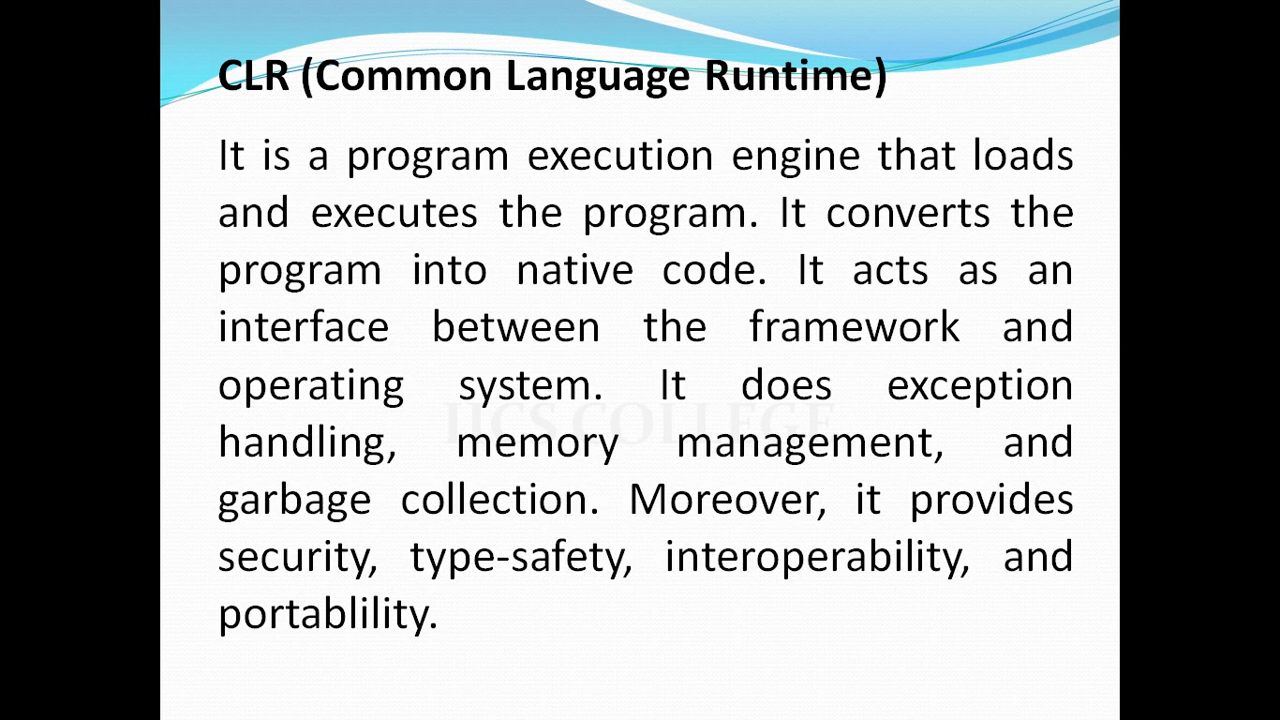 CLR (Common Language Runtime)
It is a program execution engine that loads
and executes the program. It converts the
program into native code. It acts as an
interface between the framework and
operating system. It does exception
handling, memory management, and
garbage collection. Moreover, it provides
security, type-safety, interoperability, and
portablility.
IICS COLLEGE